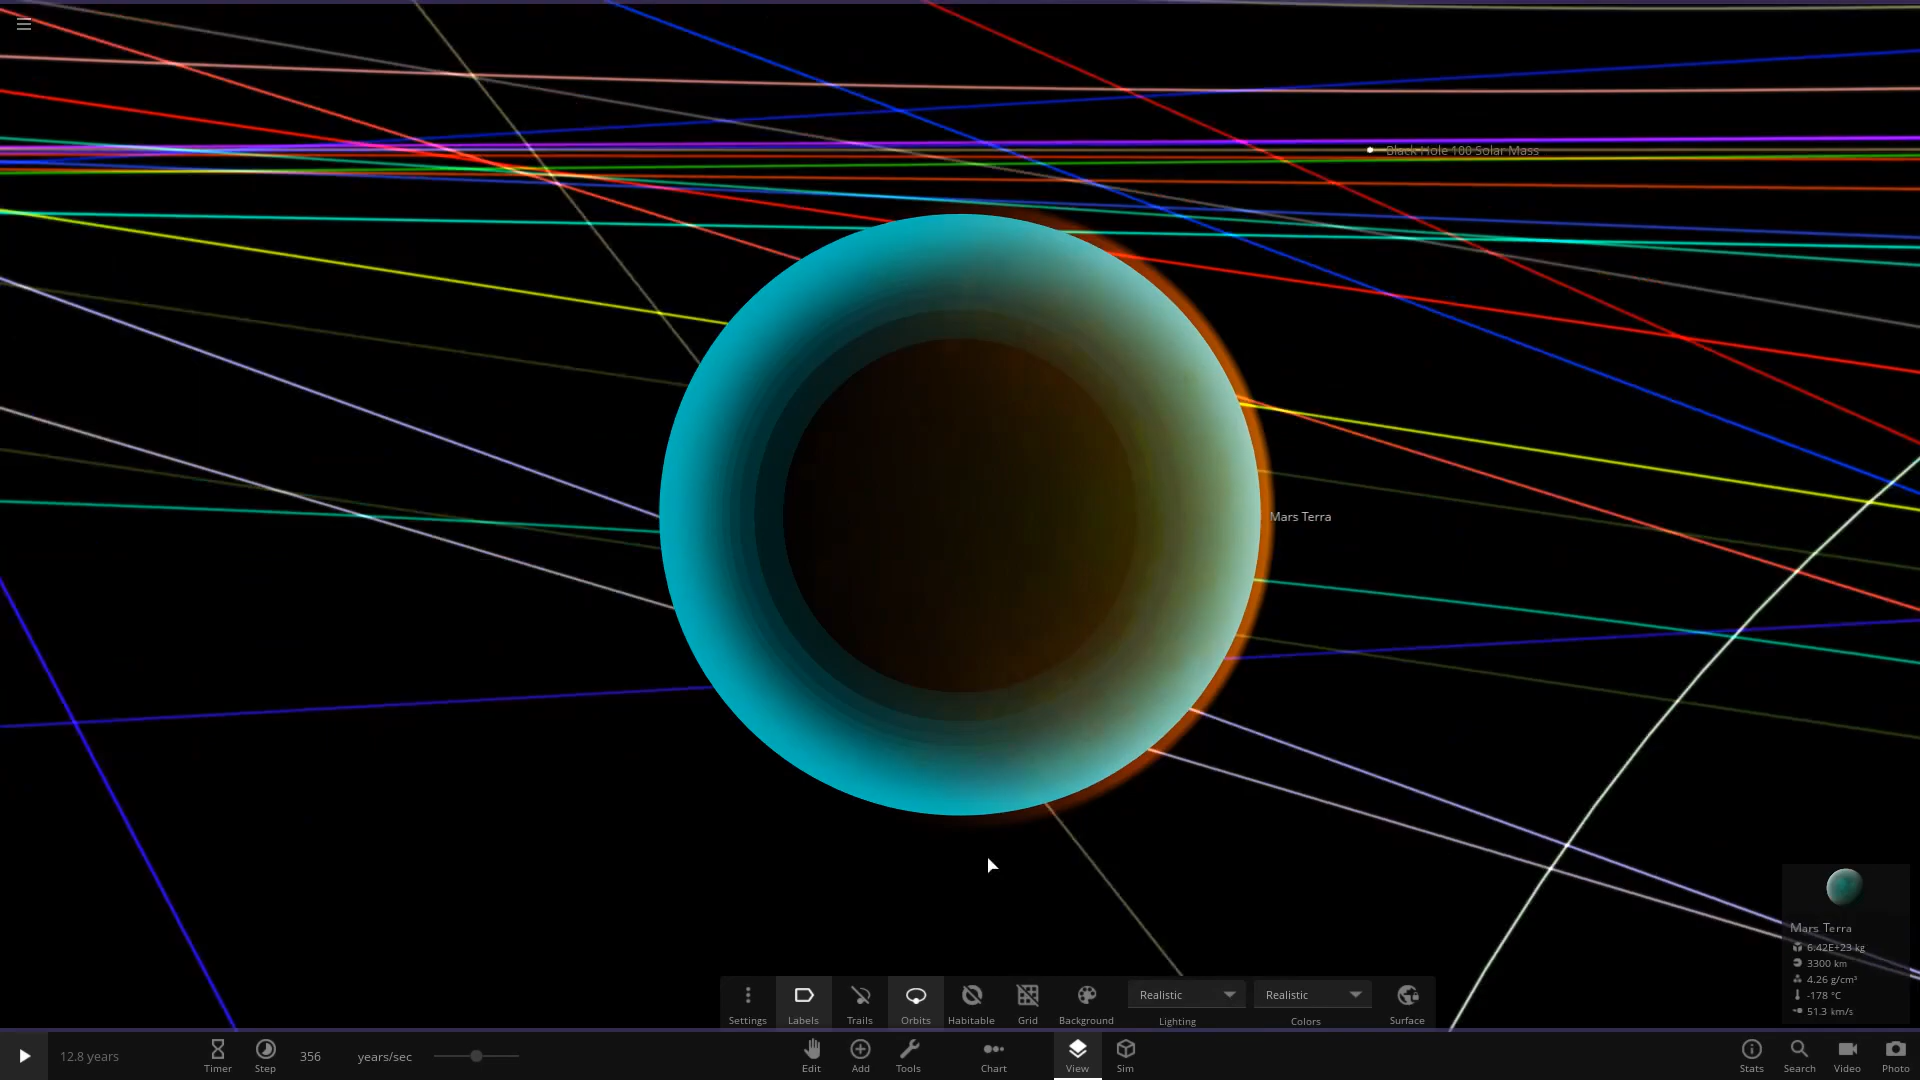 Black Hole 100 Solar Mass
Mars Terra
Mars Terra
6.42E+23 kg
3300 km
4.26 g/cm³
-178 °C
51.3 km/s
Realistic
Realistic
Settings
Labels
Trails
Orbits
Habitable
Grid
Background
Lighting
Colors
Surface
12.8 years
Timer
Step
356
years/sec
Edit
Add
Tools
Chart
View
Sim
Stats
Search
Video
Photo